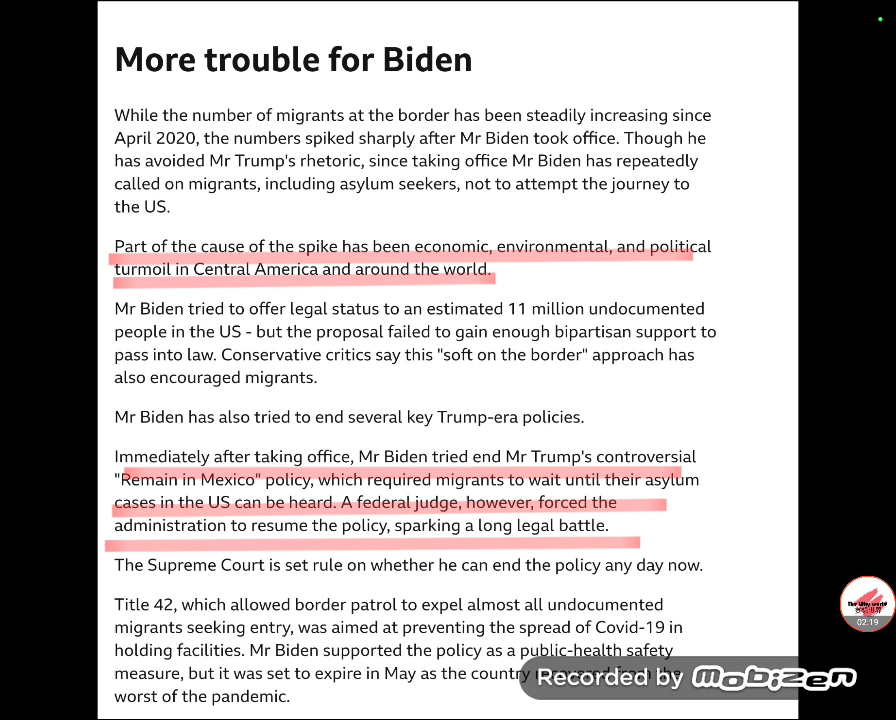 More trouble for Biden
While the number of migrants at the border has been steadily increasing since
April 2020, the numbers spiked sharply after Mr Biden took office. Though he
has avoided Mr Trump's rhetoric, since taking office Mr Biden has repeatedly
called on migrants, including asylum seekers, not to attempt the journey to
the US.
Part of the cause of the spike has been economic, environmental, and political
turmoil in Central America and around the world.
Mr Biden tried to offer legal status to an estimated 11 million undocumented
people in the US - but the proposal failed to gain enough bipartisan support to
pass into law. Conservative critics say this "soft on the border" approach has
also encouraged migrants.
Mr Biden has also tried to end several key Trump-era policies.
Immediately after taking office, Mr Biden tried end Mr Trump's controversial
"Remain in Mexico" policy, which required migrants to wait until their asylum
cases in the US can be heard. A federal judge, however, forced the
administration to resume the policy, sparking a long legal battle.
The Supreme Court is set rule on whether he can end the policy any day now.
02:19
Title 42, which allowed border patrol to expel almost all undocumented
migrants seeking entry, was aimed at preventing the spread of Covid-19 in
holding facilities. Mr Biden supported the policy as a public-health safety
measure, but it was set to expire in May as the country
worst of the pandemic.
Recorded by Mobizen